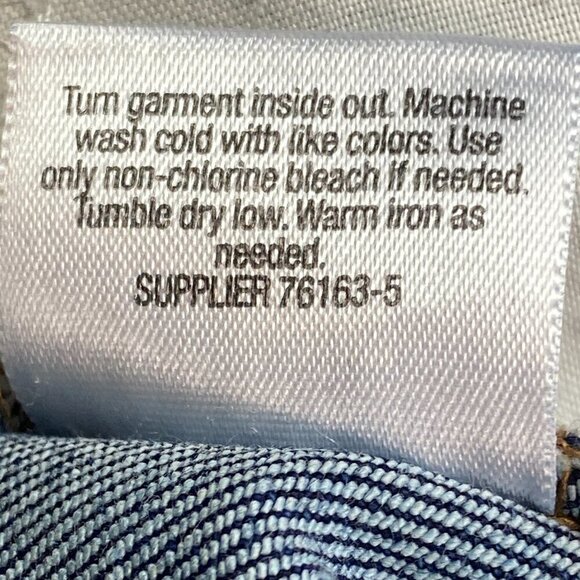 Turn garment inside out. Machine
wash cold with like colors. Use
only non-chlorine bleach if needed.
Tumble dry low. Warm iron as
needed.
SUPPLIER 76163-5